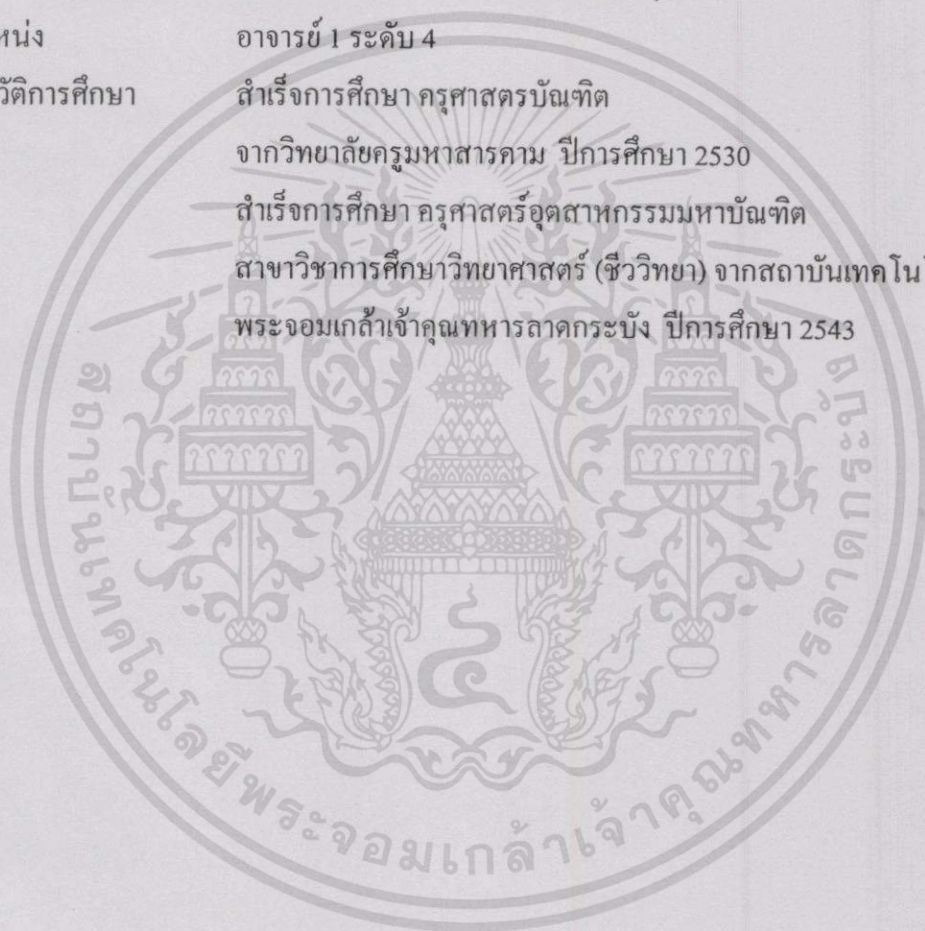 หน่ง อาจารย์ 1 ระดับ 4
วัติการศึกษา สำเร็จการศึกษา ครุศาสตรบัณฑิต
จากวิทยาลัยครูมหาสารคาม ปีการศึกษา 2530
สำเร็จการศึกษา ครุศาสตร์อุตสาหกรรมมหาบัณฑิต
สาขาวิชาการศึกษาวิทยาศาสตร์ (ชีววิทยา) จากสถาบันเทคโนโ
พระจอมเกล้าเจ้าคุณทหารลาดกระบัง ปีการศึกษา 2543
สถาบันเทคโนโลยีพระจอมเกล้าเจ้าคุณทหารลาดกระบัง